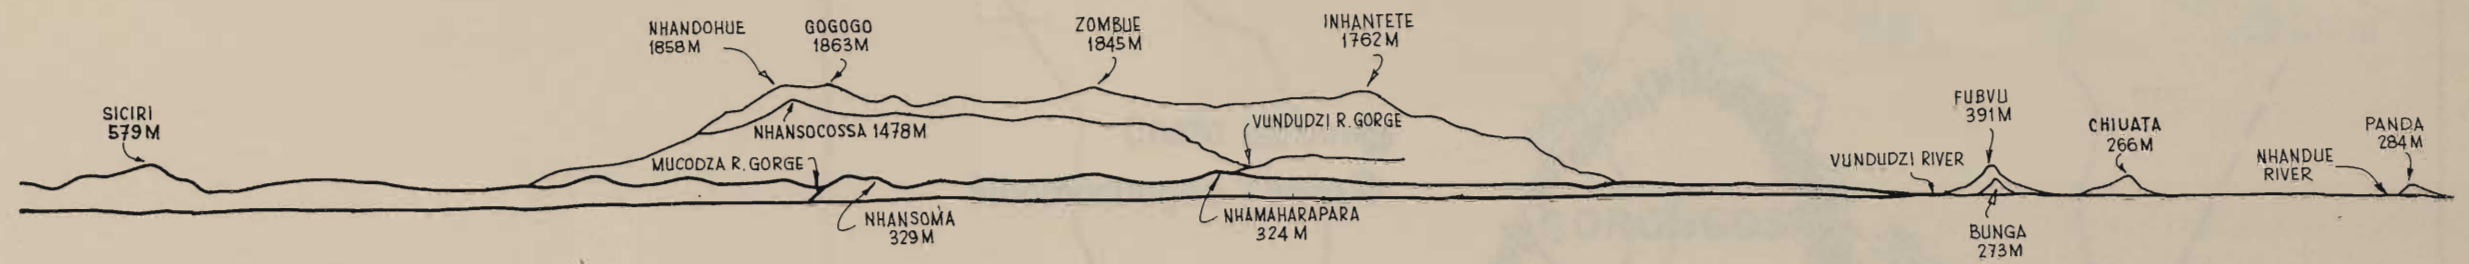 SICIRI
579M
NHANDOHUE
1858M
GOGOGO
1863M
ZOMBUE
1845M
INHANTETE
1762M
NHANSOCOSSA 1478M
MUCODZA R. GORGE
VUNDUDZI R. GORGE
NHANSOMA
329M
NHAMAHARAPARA
324M
VUNDUDZI RIVER
FUBVU
391M
BUNGA
273M
CHIUATA
266M
NHANDUE
RIVER
PANDA
284M